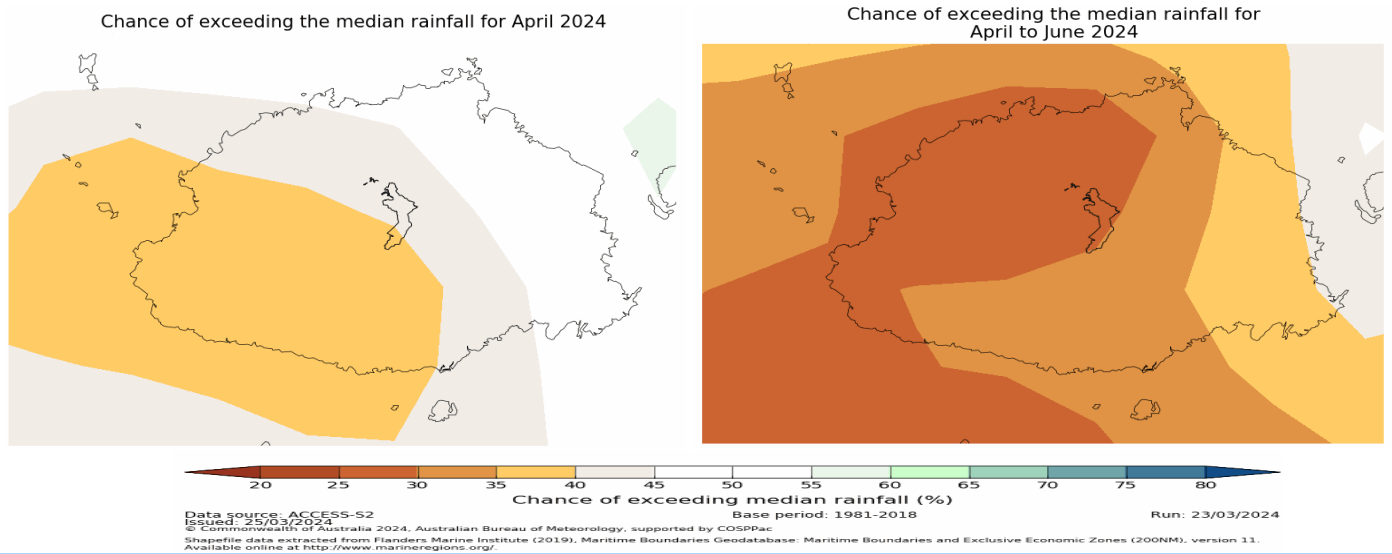 Chance of exceeding the median rainfall for April 2024
Chance of exceeding the median rainfall for
April to June 2024
20 25 30 35 40 45 50 55 60 65 70 75 80
Chance of exceeding median rainfall (%)
Data source: ACCESS-S2 Base period: 1981-2018 Run: 23/03/2024
Issued: 25/03/2024
© Commonwealth of Australia 2024, Australian Bureau of Meteorology, supported by COSPPac
Shapefile data extracted from Flanders Marine Institute (2019), Maritime Boundaries Geodatabase: Maritime Boundaries and Exclusive Economic Zones (200NM), version 11.
Available online at http://www.marineregions.org/.